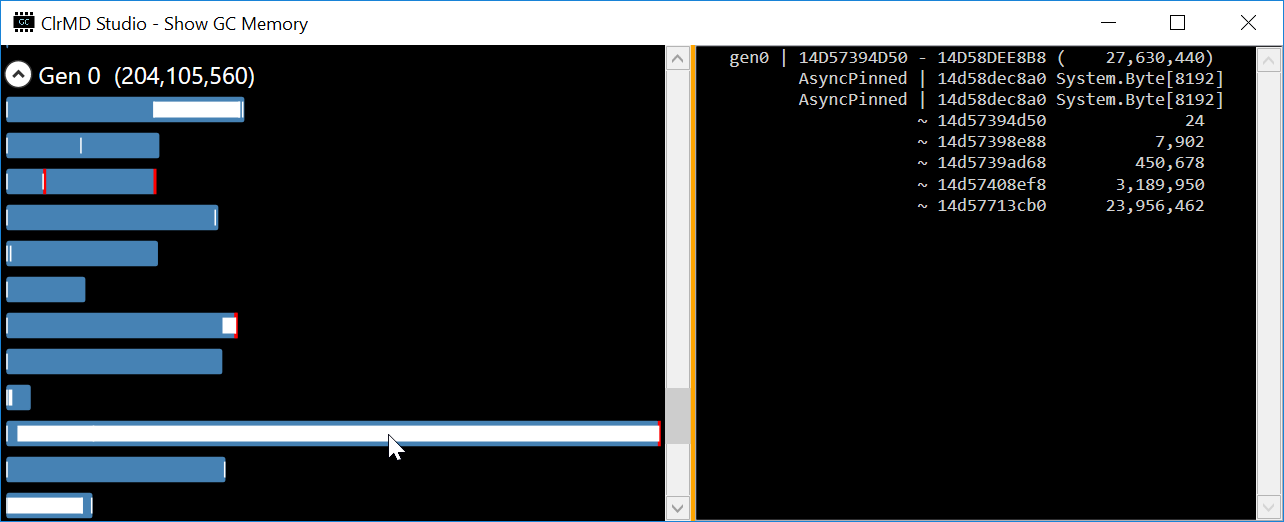 GC ClrMD Studio - Show GC Memory
Gen 0 (204,105,560)
gen0 | 14D57394D50 - 14D58DEE8B8 ( 27,630,440)
AsyncPinned | 14d58dec8a0 System.Byte[8192]
AsyncPinned | 14d58dec8a0 System.Byte[8192]
~ 14d57394d50 24
~ 14d57398e88 7,902
~ 14d5739ad68 450,678
~ 14d57408ef8 3,189,950
~ 14d57713cb0 23,956,462